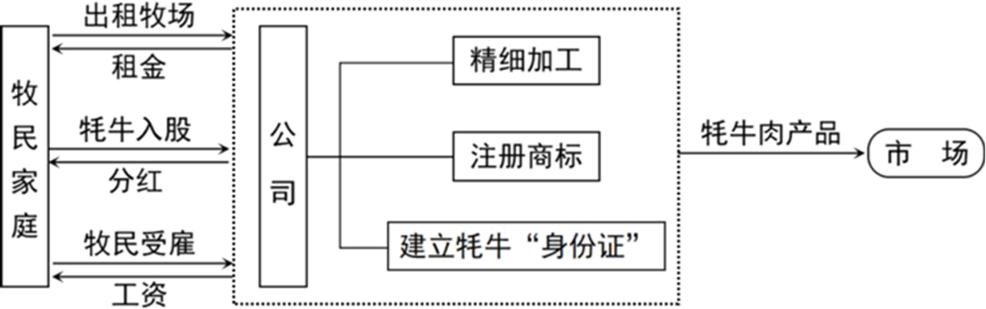 牧民家庭
出租牧场
租金
牦牛入股
分红
牧民受雇
工资
公司
精细加工
注册商标
建立牦牛“身份证”
牦牛肉产品
市 场